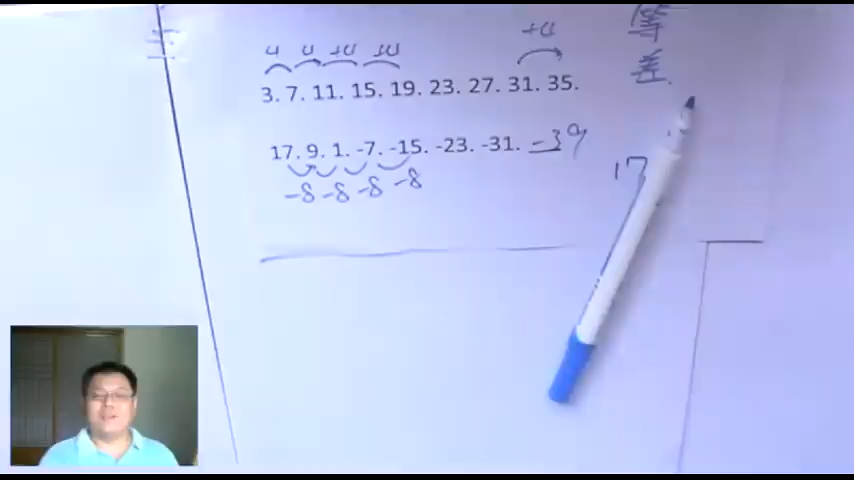 4 4 +4 +4 +4
3. 7. 11. 15. 19. 23. 27. 31. 35.
17. 9. 1. -7. -15. -23. -31. -39
-8 -8 -8 -8
等
差.
17